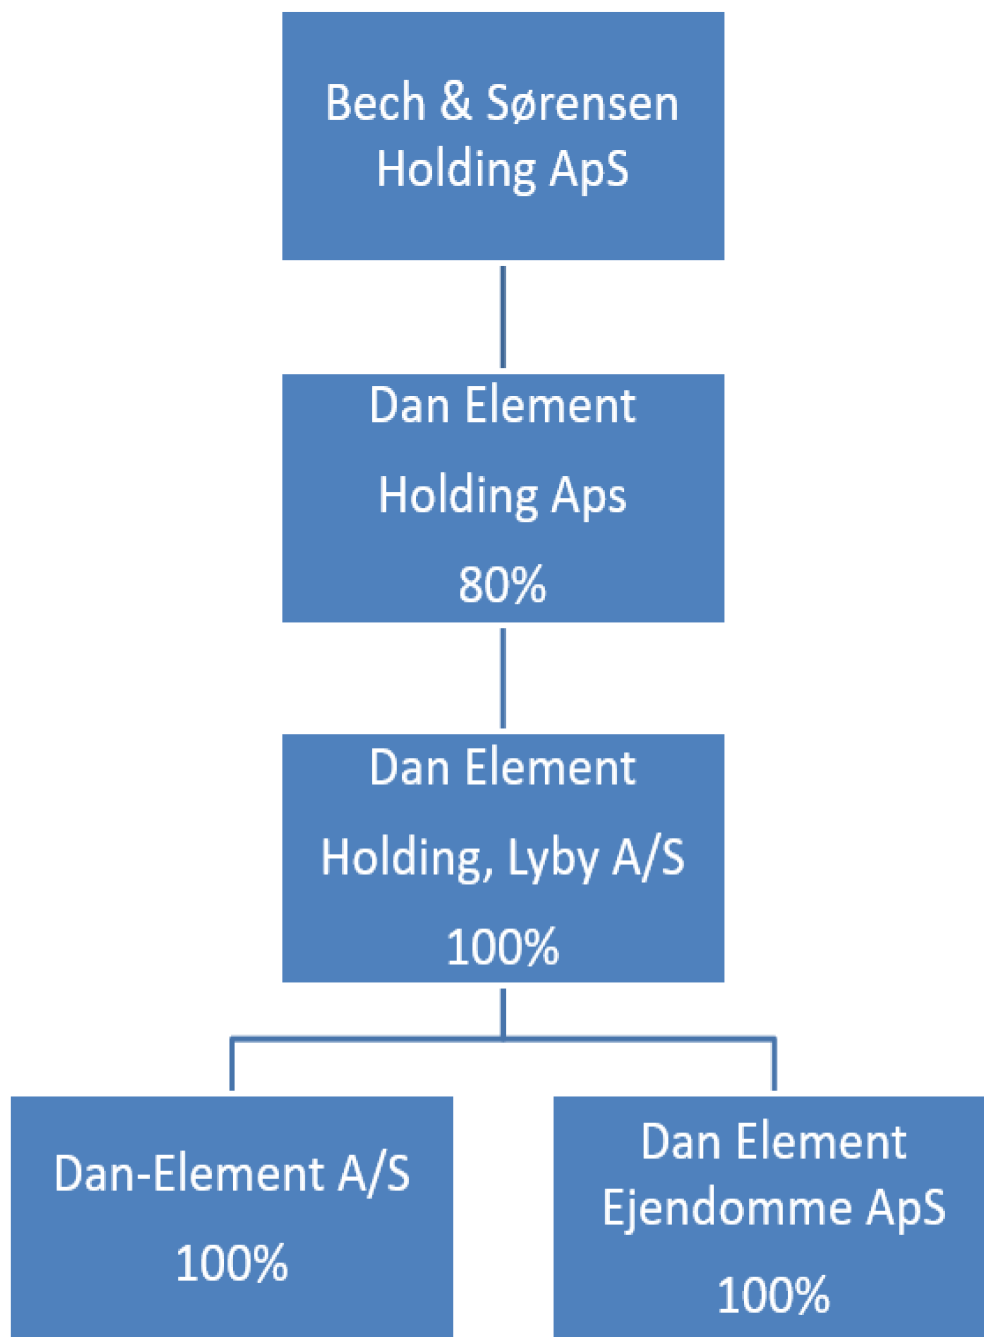 Bech & Sørensen
Holding ApS
Dan Element
Holding Aps
80%
Dan Element
Holding, Lyby A/S
100%
Dan-Element A/S
100%
Dan Element
Ejendomme ApS
100%